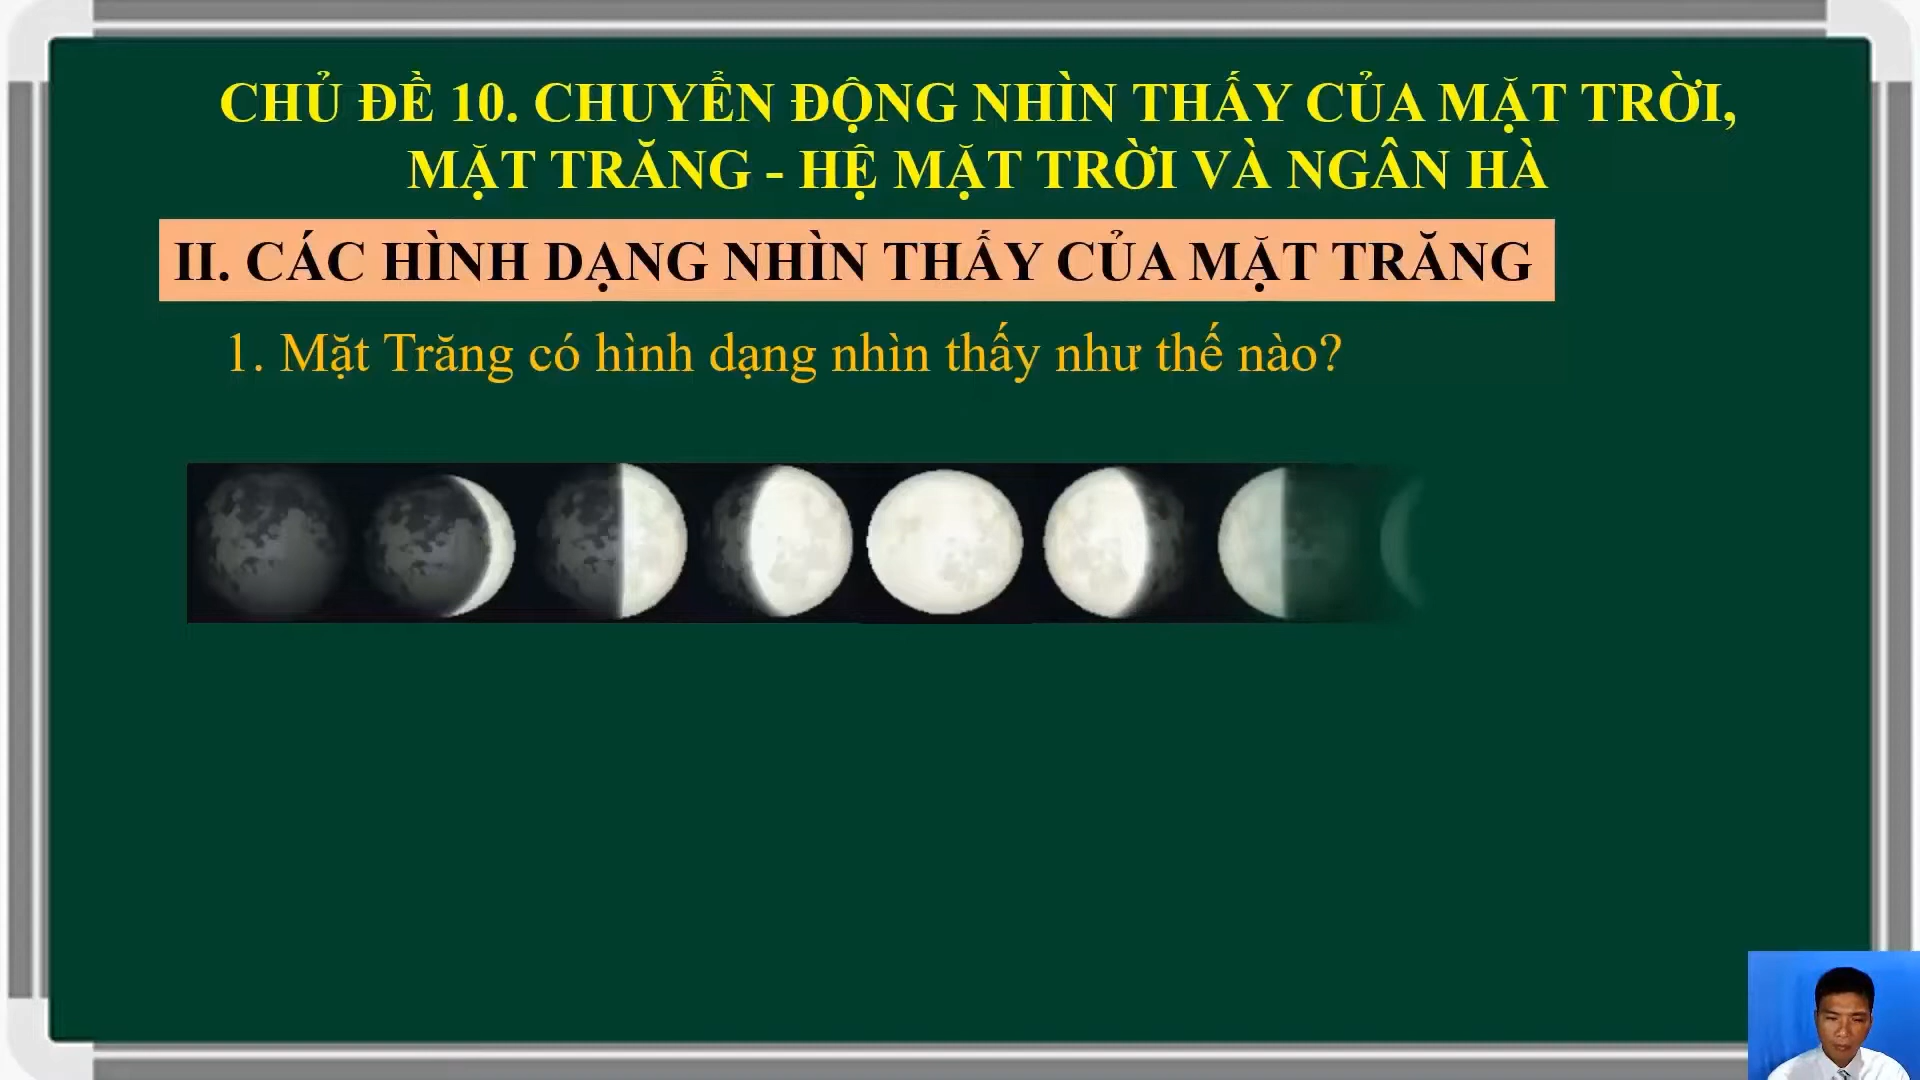 CHỦ ĐỀ 10. CHUYỂN ĐỘNG NHÌN THẤY CỦA MẶT TRỜI,
MẶT TRĂNG - HỆ MẶT TRỜI VÀ NGÂN HÀ
II. CÁC HÌNH DẠNG NHÌN THẤY CỦA MẶT TRĂNG
1. Mặt Trăng có hình dạng nhìn thấy như thế nào?